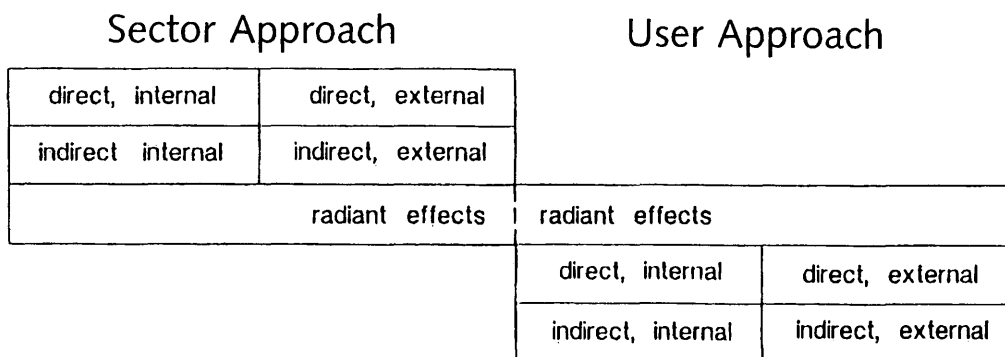 Sector Approach
User Approach
direct, internal
direct, external
indirect internal
indirect, external
radiant effects
radiant effects
direct, internal
direct, external
indirect, internal
indirect, external